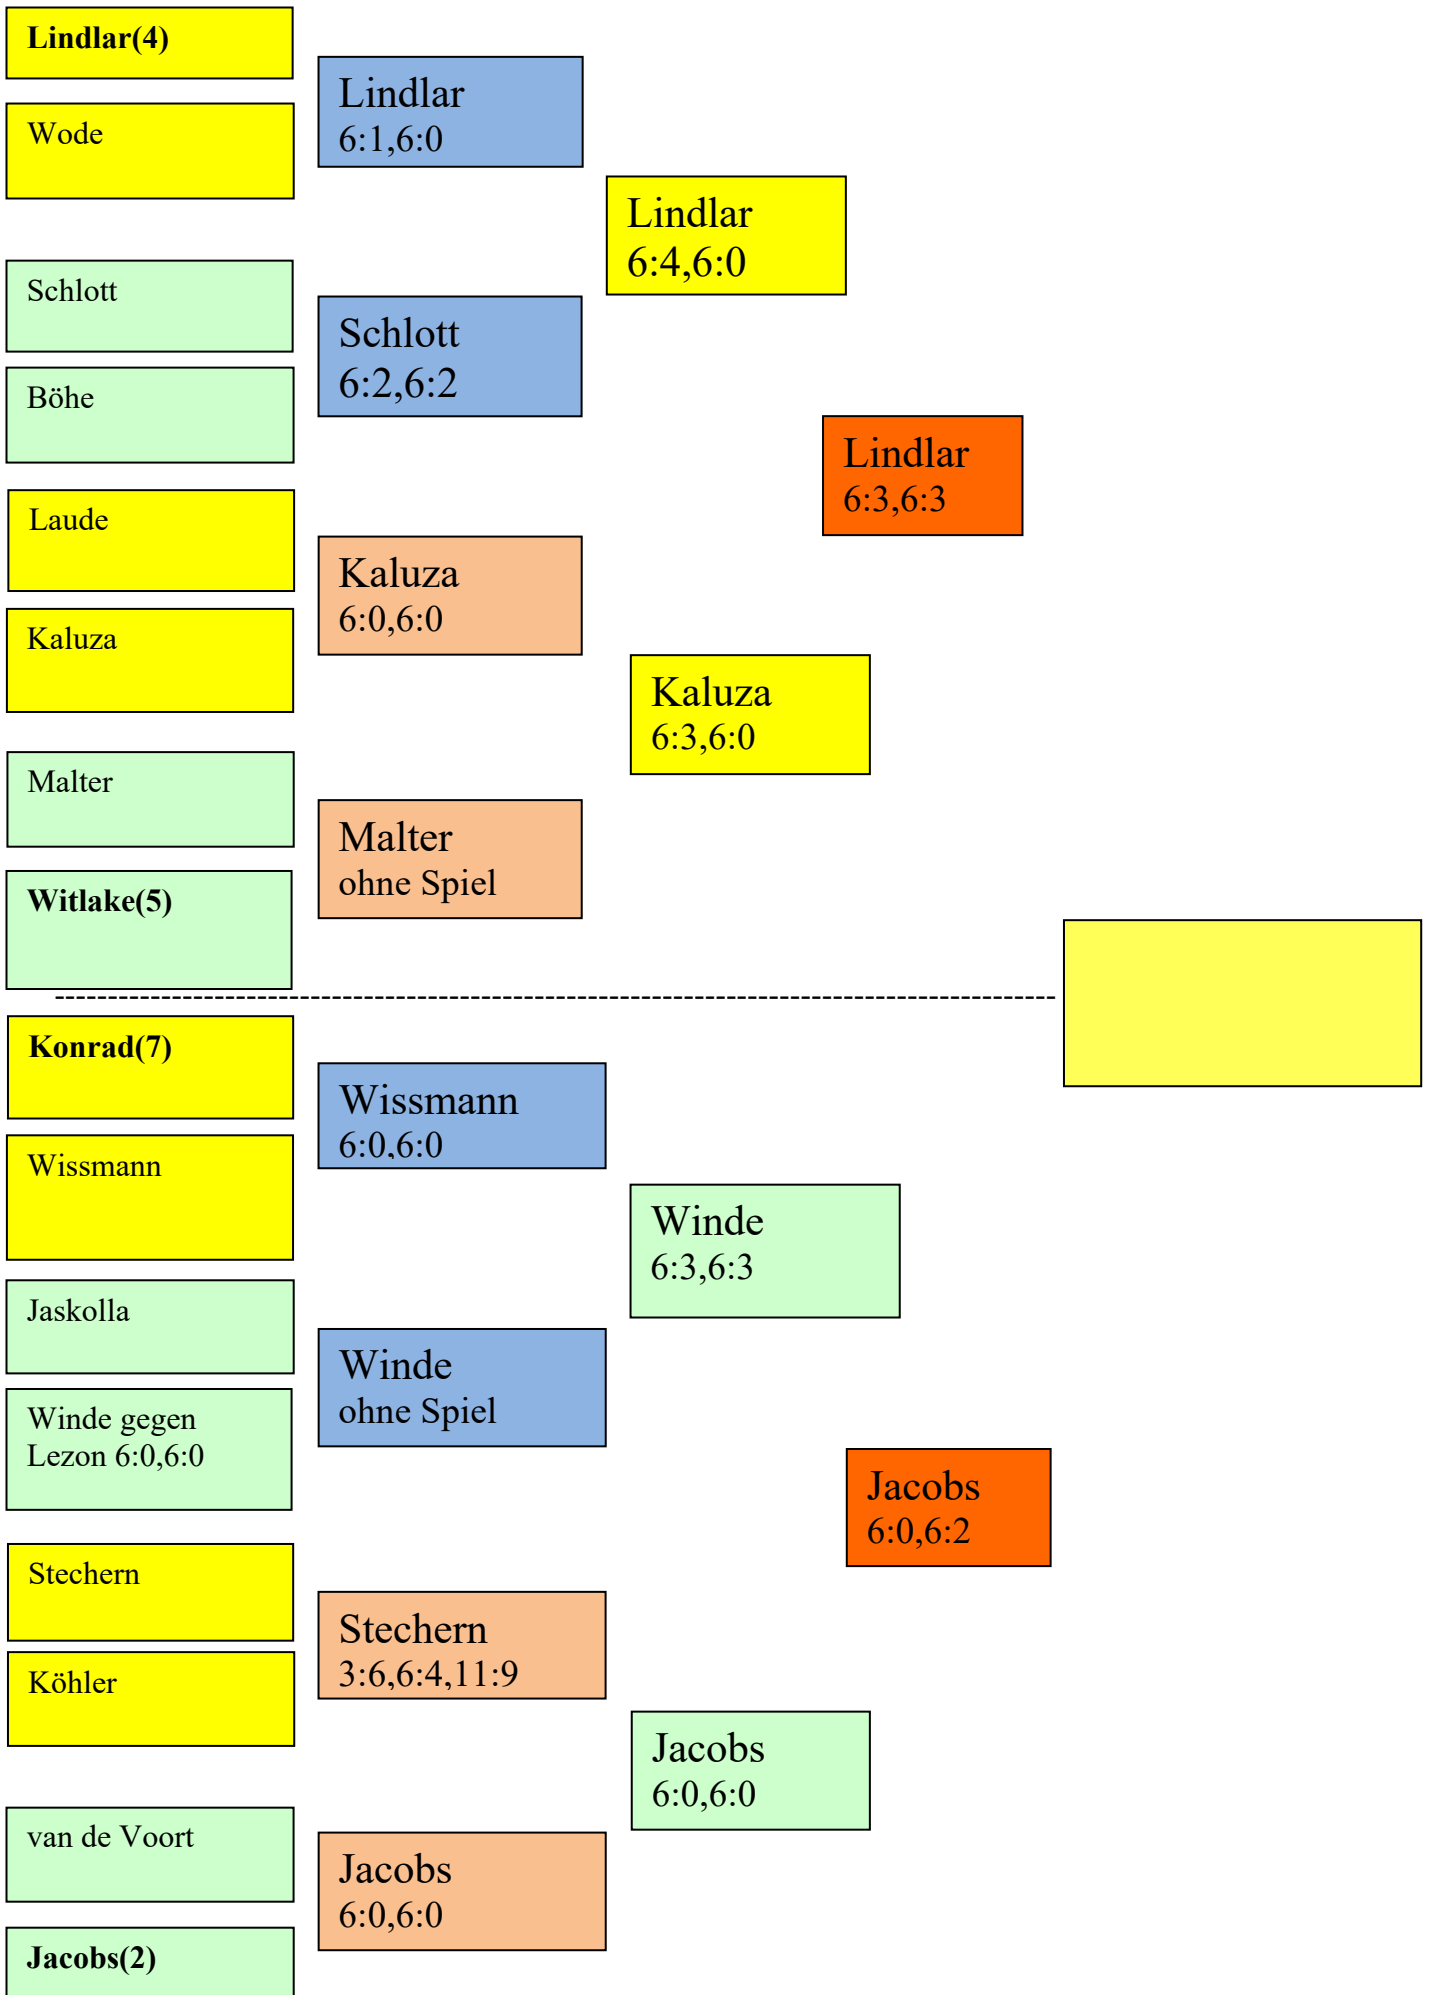 Lindlar(4)
Wode
Schlott
Böhe
Laude
Kaluza
Malter
Witlake(5)
Konrad(7)
Wissmann
Jaskolla
Winde gegen
Lezon 6:0,6:0
Stechern
Köhler
van de Voort
Jacobs(2)
Lindlar
6:1,6:0
Schlott
6:2,6:2
Kaluza
6:0,6:0
Malter
ohne Spiel
Wissmann
6:0,6:0
Winde
ohne Spiel
Stechern
3:6,6:4,11:9
Jacobs
6:0,6:0
Lindlar
6:4,6:0
Kaluza
6:3,6:0
Winde
6:3,6:3
Jacobs
6:0,6:0
Lindlar
6:3,6:3
Jacobs
6:0,6:2